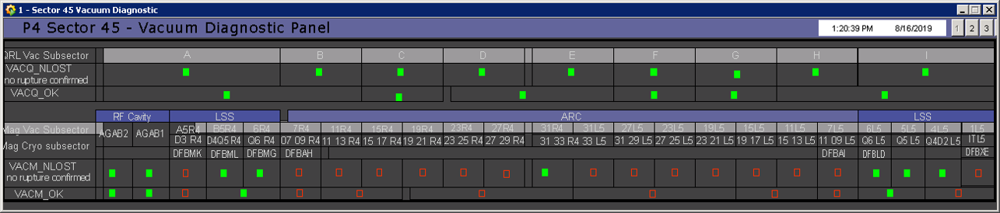 1 - Sector 45 Vacuum Diagnostic
P4 Sector 45 - Vacuum Diagnostic Panel
1:20:39 PM 8/16/2019 1 2 3
QRL Vac Subsector A B C D E F G H I
VACQ_NLOST
no rupture confirmed
VACQ_OK
RF Cavity LSS ARC LSS
Mag Vac Subsector A5R4 B5R4 6R4 7R4 11R4 15R4 19R4 23R4 27R4 31R4 31L5 27L5 23L5 19L5 15L5 11L5 7L5 6L5 5L5 4L5 1L5
AGAB2 AGAB1 D3 R4 D4Q5 R4 Q6 R4 07 09 R4 11 13 R4 15 17 R4 19 21 R4 23 25 R4 27 29 R4 31 33 R4 33 L5 31 29 L5 27 25 L5 23 21 L5 19 17 L5 15 13 L5 11 09 L5 Q6 L5 Q5 L5 Q4D2 L5 IT L5
Mag Cryo subsector
DFBMK DFBML DFBMG DFBAH DFBAI DFBLD DFBXE
VACM_NLOST
no rupture confirmed
VACM_OK